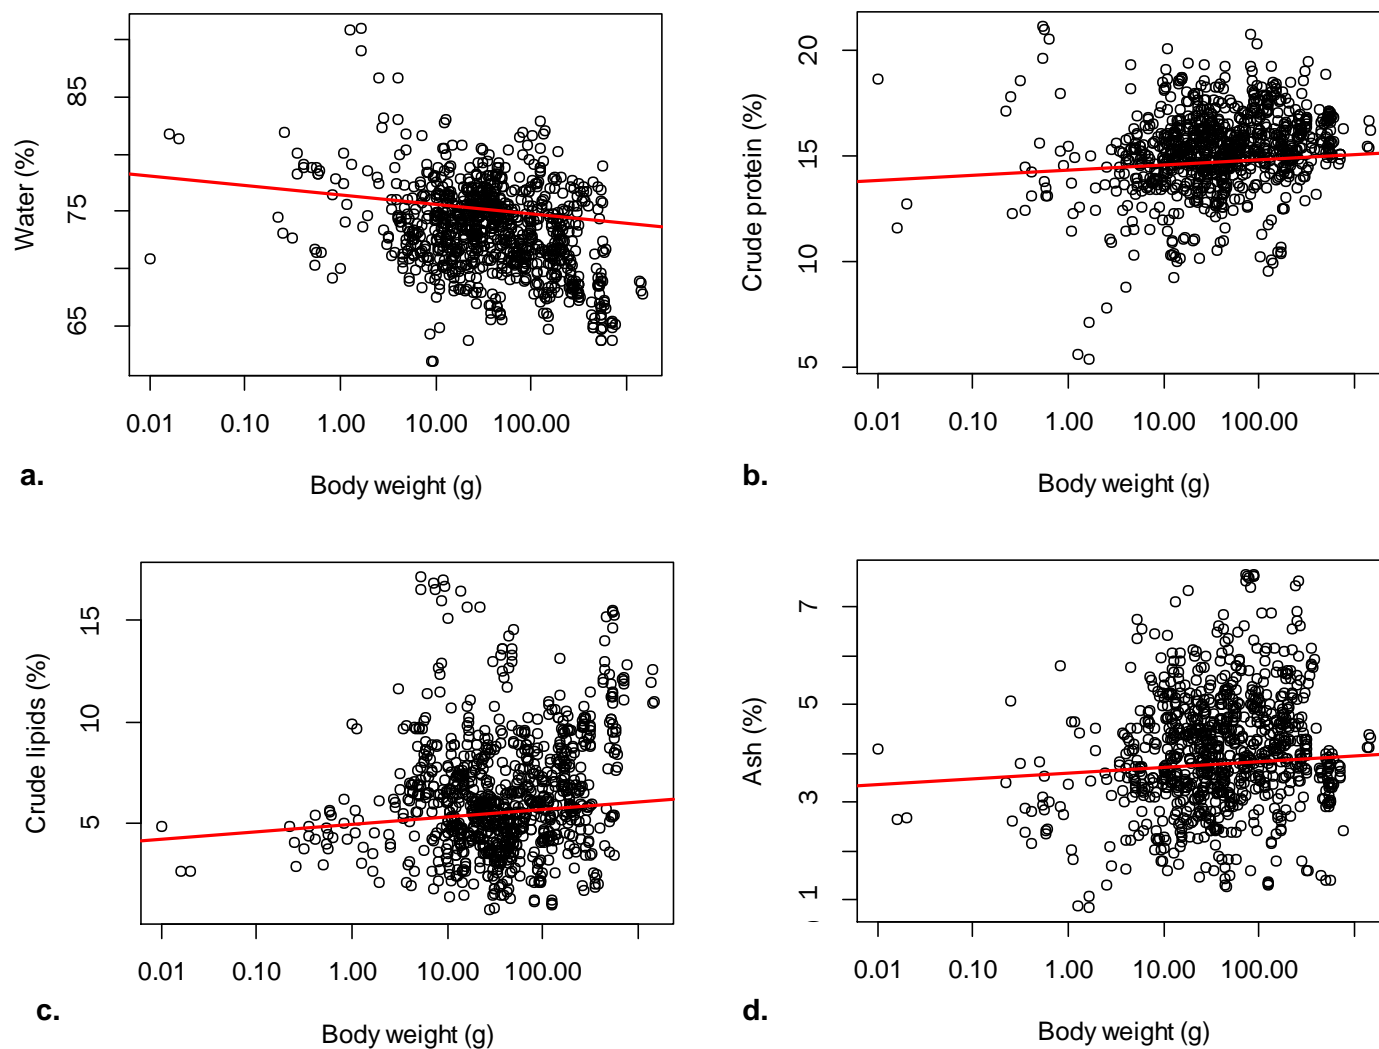 85
75
65
Water (%)
0.01 0.10 1.00 10.00 100.00
a.
Body weight (g)
20
15
10
5
Crude protein (%)
0.01 0.10 1.00 10.00 100.00
b.
Body weight (g)
15
10
5
Crude lipids (%)
0.01 0.10 1.00 10.00 100.00
c.
Body weight (g)
7
5
3
1
Ash (%)
0.01 0.10 1.00 10.00 100.00
d.
Body weight (g)